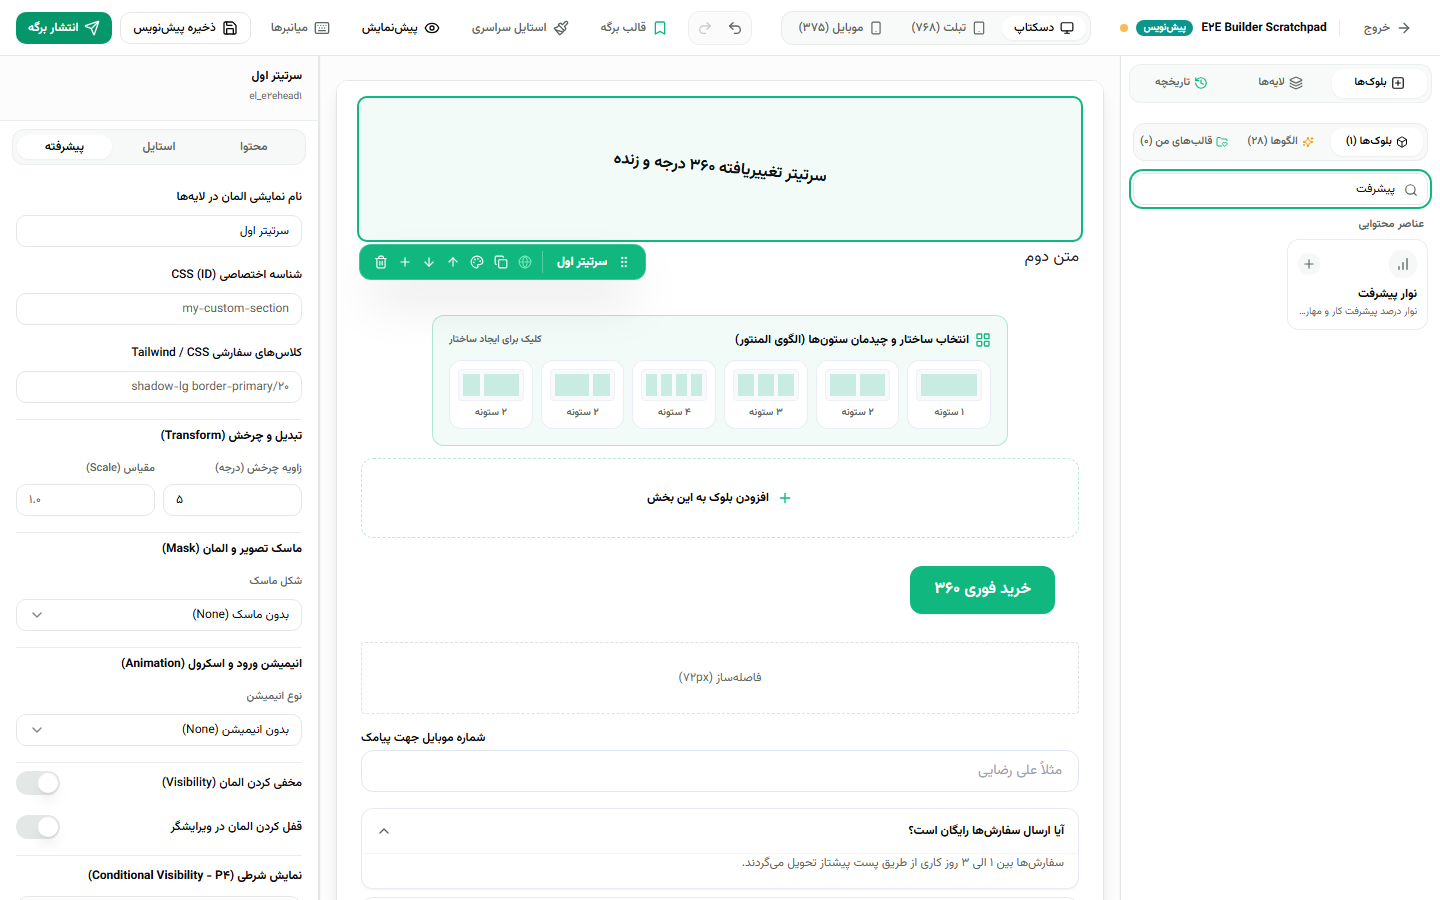 خروج
E۲E Builder Scratchpad
پیش‌نویس
دسکتاپ
تبلت (۷۶۸)
موبایل (۳۷۵)
قالب برگه
استایل سراسری
پیش‌نمایش
میانبرها
ذخیره پیش‌نویس
انتشار برگه
بلوک‌ها
لایه‌ها
تاریخچه
بلوک‌ها (۱)
الگوها (۲۸)
قالب‌های من (۰)
پیشرفت
عناصر محتوایی
نوار پیشرفت
نوار درصد پیشرفت کار و مهار...
سرتیتر تغییریافته ۳۶۰ درجه و زنده
سرتیتر اول
متن دوم
انتخاب ساختار و چیدمان ستون‌ها (الگوی المنتور)
کلیک برای ایجاد ساختار
۱ ستونه
۲ ستونه
۳ ستونه
۴ ستونه
۲ ستونه
۲ ستونه
افزودن بلوک به این بخش
خرید فوری ۳۶۰
فاصله‌ساز (۷۲px)
شماره موبایل جهت پیامک
مثلاً علی رضایی
آیا ارسال سفارش‌ها رایگان است؟
سفارش‌ها بین ۱ الی ۳ روز کاری از طریق پست پیشتاز تحویل می‌گردند.
سرتیتر اول
el_e۲ehead۱
محتوا
استایل
پیشرفته
نام نمایشی المان در لایه‌ها
سرتیتر اول
شناسه اختصاصی CSS (ID)
my-custom-section
کلاس‌های سفارشی Tailwind / CSS
shadow-lg border-primary/۲۰
تبدیل و چرخش (Transform)
زاویه چرخش (درجه)
مقیاس (Scale)
۵
۱.۰
ماسک تصویر و المان (Mask)
شکل ماسک
بدون ماسک (None)
انیمیشن ورود و اسکرول (Animation)
نوع انیمیشن
بدون انیمیشن (None)
مخفی کردن المان (Visibility)
قفل کردن المان در ویرایشگر
نمایش شرطی (Conditional Visibility - P۴)